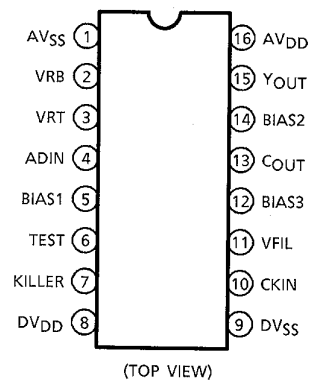 AVSS 1 16 AVDD
VRB 2 15 YOUT
VRT 3 14 BIAS2
ADIN 4 13 COUT
BIAS1 5 12 BIAS3
TEST 6 11 VFIL
KILLER 7 10 CKIN
DVDD 8 9 DVSS
(TOP VIEW)